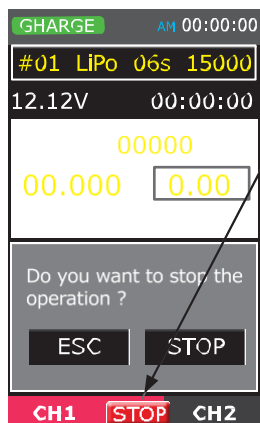 GHARGE AM 00:00:00
#01 LiPo 06s 15000
12.12V 00:00:00
00000
00.000 0.00
Do you want to stop the
operation ?
ESC STOP
CH1 STOP CH2